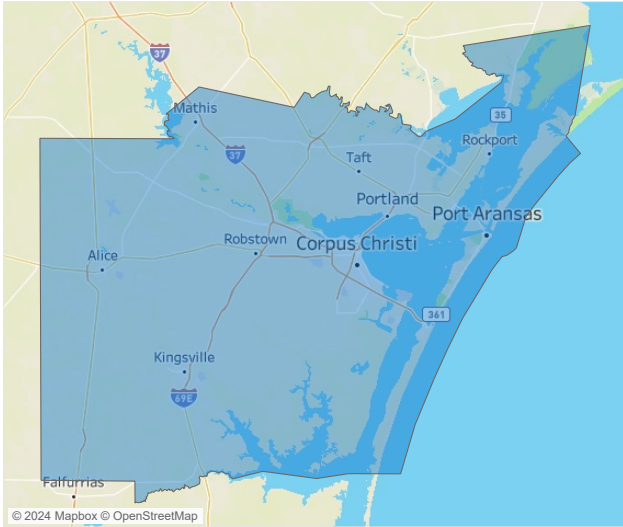 37
Mathis
35
37
Rockport
Taft
Portland
Port Aransas
Robstown
Corpus Christi
Alice
361
Kingsville
69E
Falfurrias
© 2024 Mapbox © OpenStreetMap